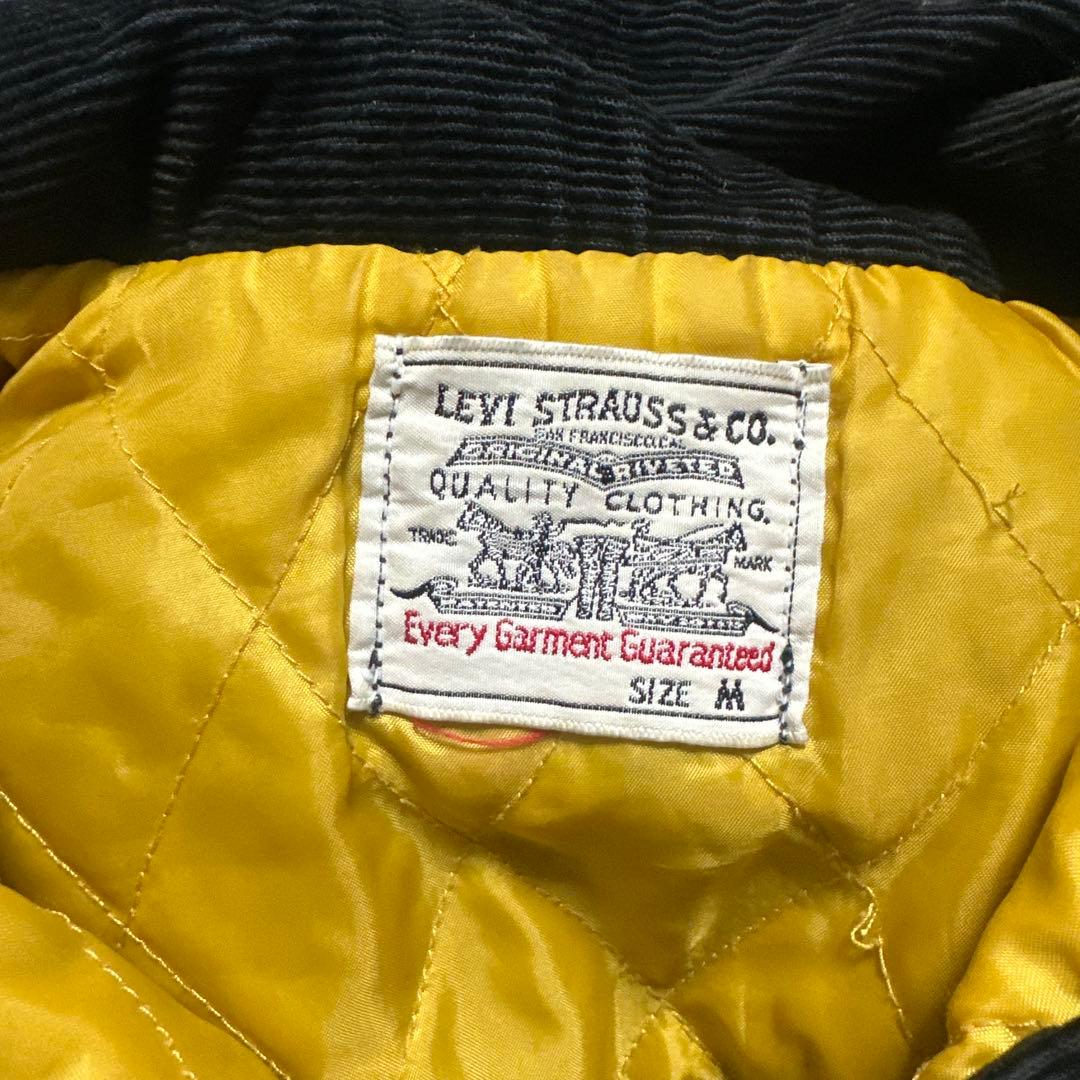 LEVI STRAUSS & CO.
SAN FRANCISCO, CAL.
ORIGINAL RIVETED
QUALITY CLOTHING.
TRADE MARK
Every Garment Guaranteed
SIZE M